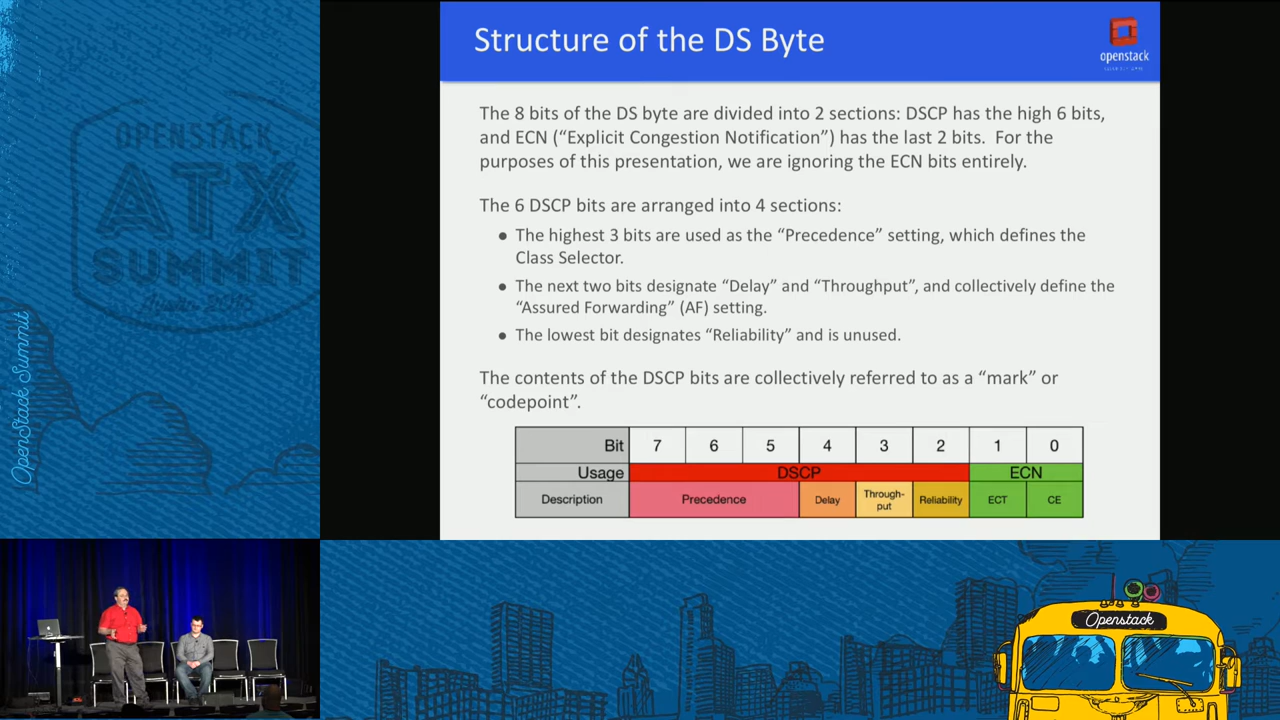 Structure of the DS Byte
openstack
The 8 bits of the DS byte are divided into 2 sections: DSCP has the high 6 bits,
and ECN (“Explicit Congestion Notification”) has the last 2 bits.  For the
purposes of this presentation, we are ignoring the ECN bits entirely.
The 6 DSCP bits are arranged into 4 sections:
● The highest 3 bits are used as the “Precedence” setting, which defines the
Class Selector.
● The next two bits designate “Delay” and “Throughput”, and collectively define the
“Assured Forwarding” (AF) setting.
● The lowest bit designates “Reliability” and is unused.
The contents of the DSCP bits are collectively referred to as a “mark” or
“codepoint”.
Bit 7 6 5 4 3 2 1 0
Usage DSCP ECN
Description Precedence Delay Through-
put Reliability ECT CE
OPENSTACK
ATX
SUMMIT
OpenStack Summit
Openstack